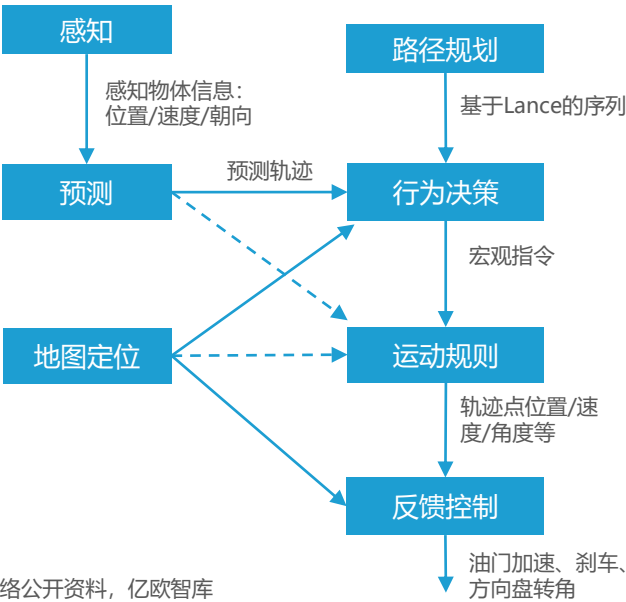 感知
路径规划
感知物体信息：
位置/速度/朝向
基于Lance的序列
预测
预测轨迹
行为决策
宏观指令
地图定位
运动规则
轨迹点位置/速
度/角度等
反馈控制
油门加速、刹车、
方向盘转角
络公开资料，亿欧智库